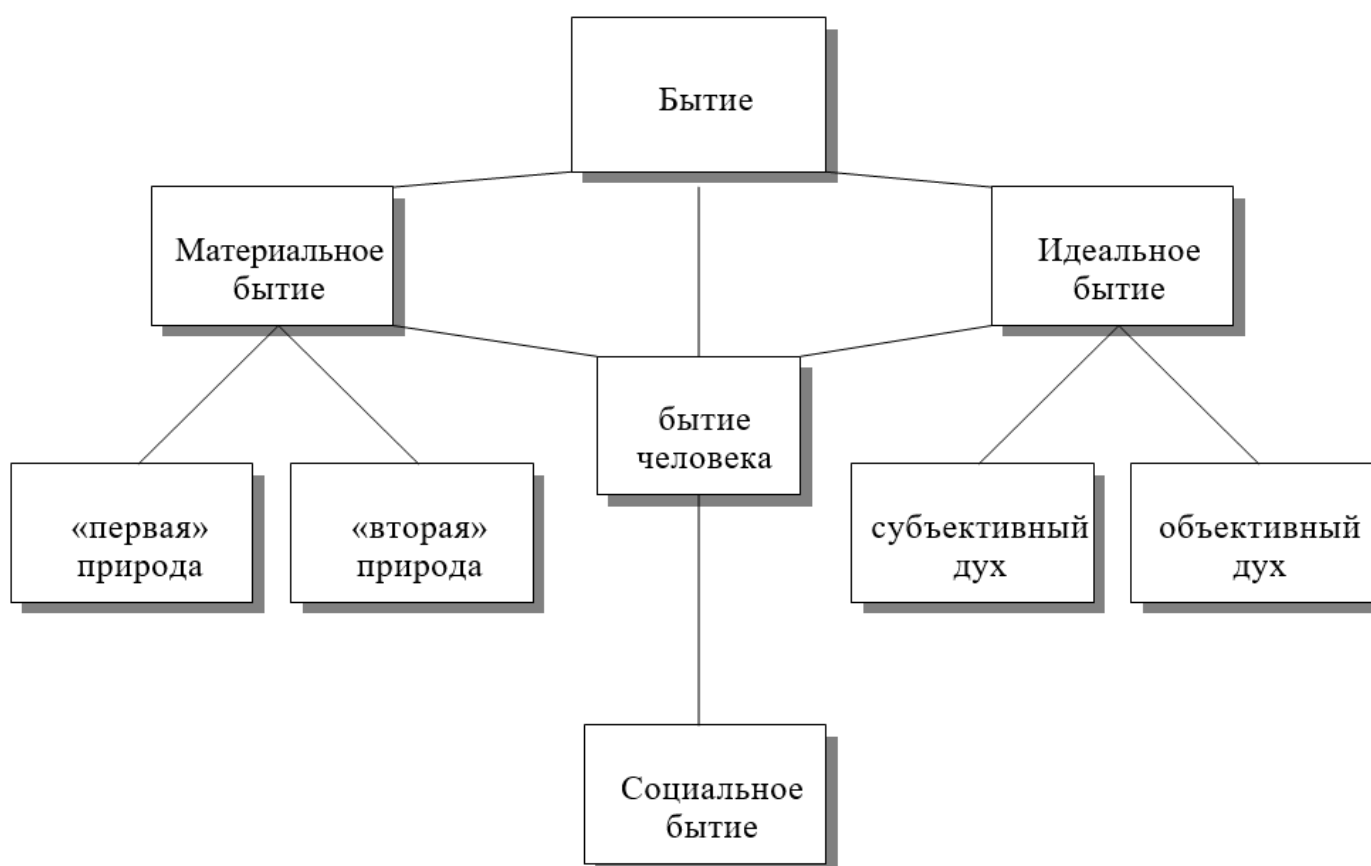 Бытие
Материальное
бытие
Идеальное
бытие
бытие
человека
«первая»
природа
«вторая»
природа
субъективный
дух
объективный
дух
Социальное
бытие